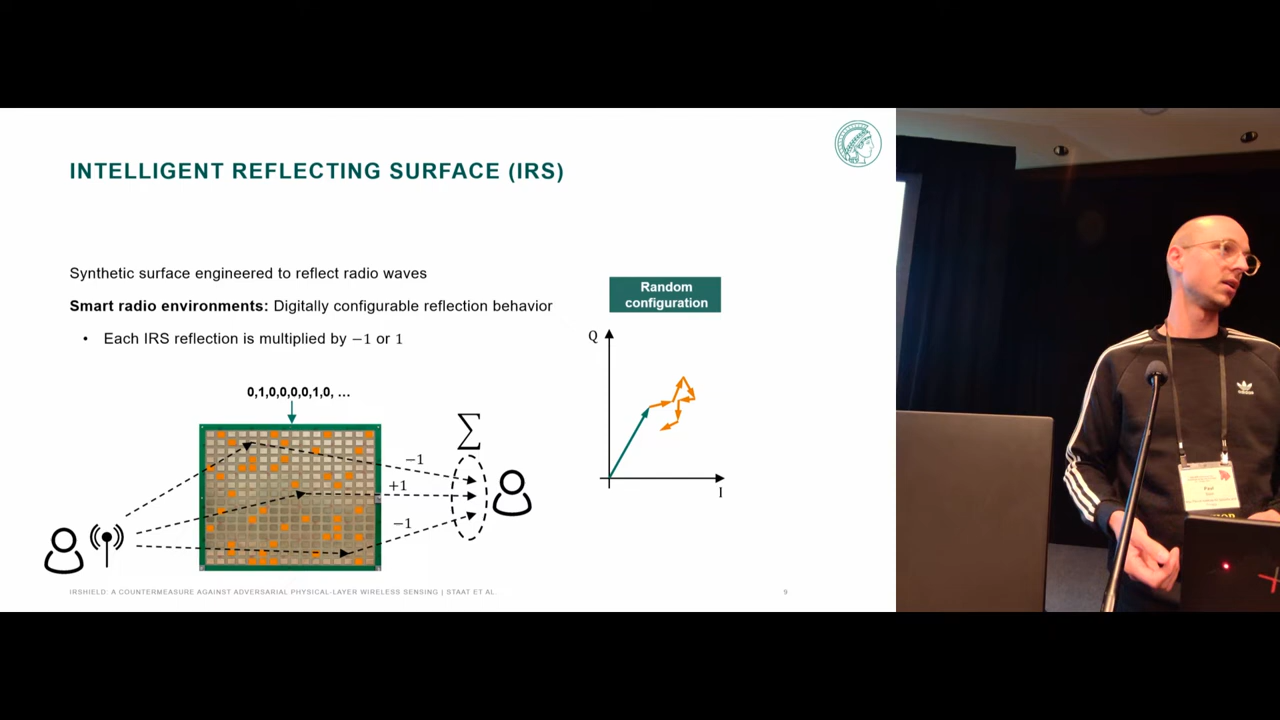 INTELLIGENT REFLECTING SURFACE (IRS)
Synthetic surface engineered to reflect radio waves
Smart radio environments: Digitally configurable reflection behavior
• Each IRS reflection is multiplied by −1 or 1
0,1,0,0,0,0,1,0, …
∑
−1
+1
−1
Random
configuration
Q
I
IRSHIELD: A COUNTERMEASURE AGAINST ADVERSARIAL PHYSICAL-LAYER WIRELESS SENSING | STAAT ET AL
9
adidas
Paul